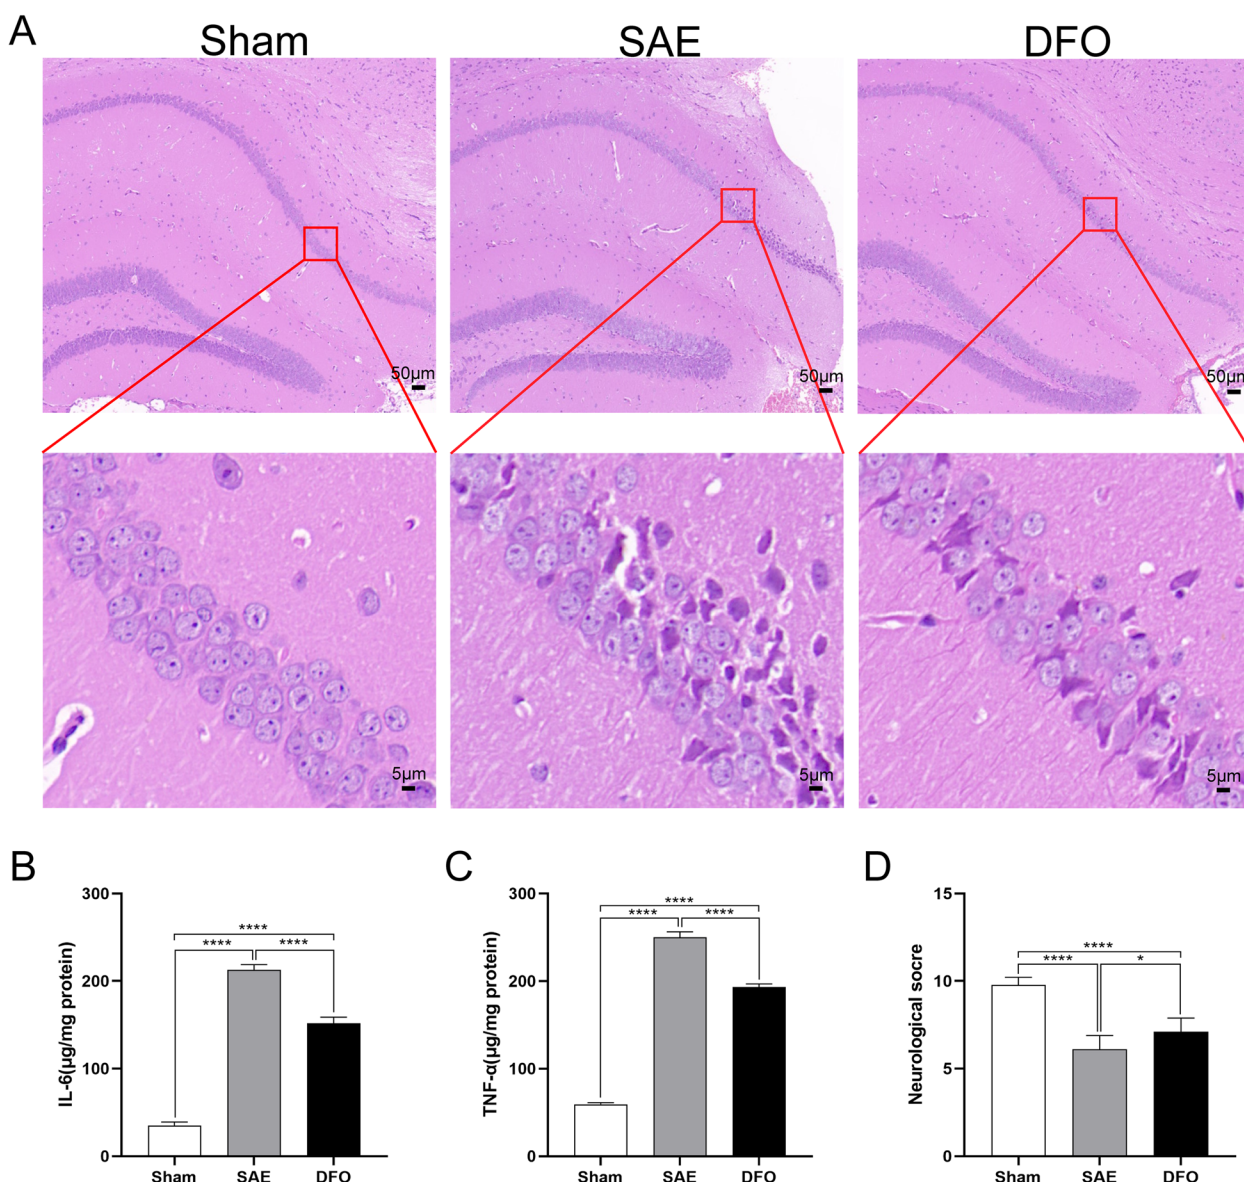 A
Sham SAE DFO
50μm 50μm 50μm
5μm 5μm 5μm
B
IL-6(μg/mg protein)
300
200
100
0
****
**** ****
Sham SAE DFO
C
TNF-α(μg/mg protein)
300
200
100
0
****
**** ****
Sham SAE DFO
D
Neurological socre
15
10
5
0
****
**** *
Sham SAE DFO